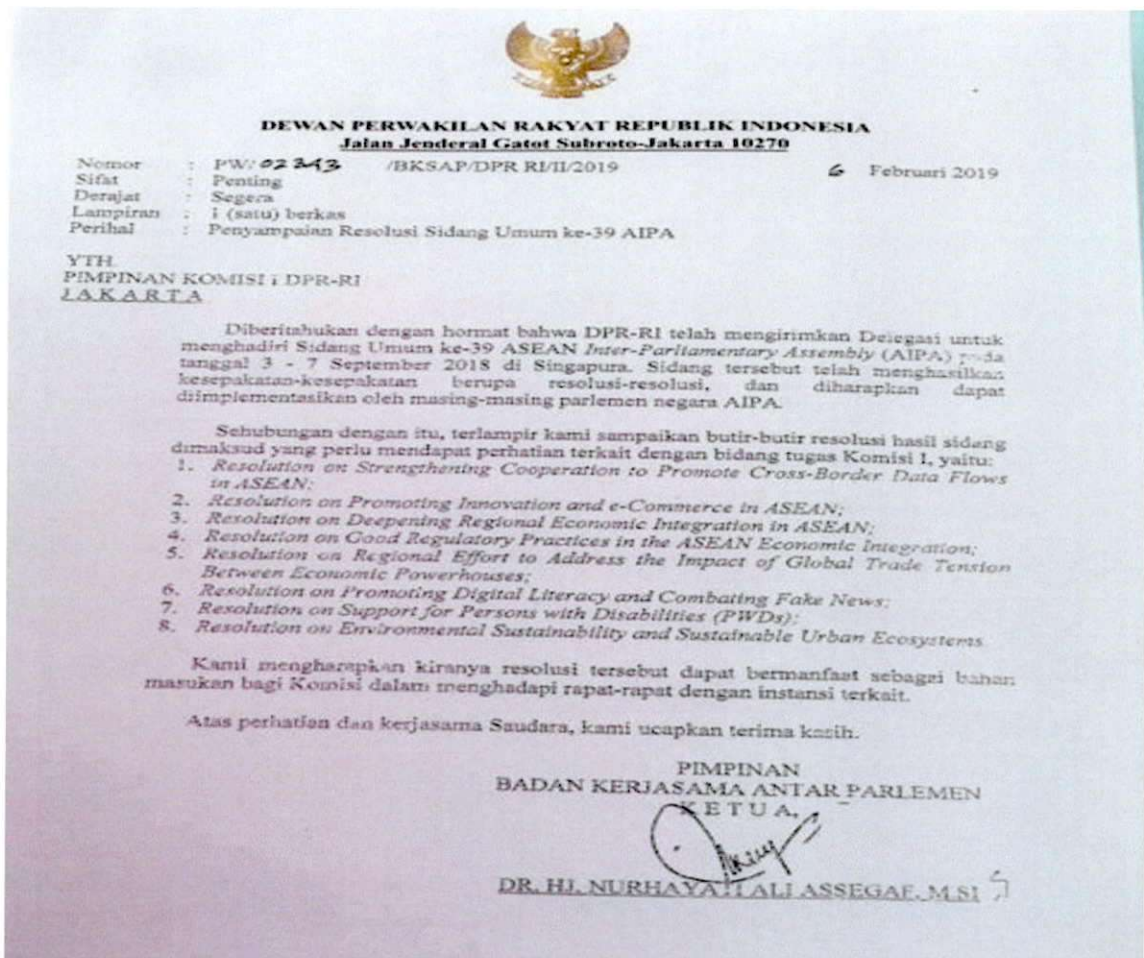 DEWAN PERWAKILAN RAKYAT REPUBLIK INDONESIA
Jalan Jenderal Gatot Subroto-Jakarta 10270
Nomor : PW/ 02343 /BKSAP/DPR RI/II/2019 6 Februari 2019
Sifat : Penting
Derajat : Segera
Lampiran : 1 (satu) berkas
Perihal : Penyampaian Resolusi Sidang Umum ke-39 AIPA
YTH.
PIMPINAN KOMISI I DPR-RI
JAKARTA
Diberitahukan dengan hormat bahwa DPR-RI telah mengirimkan Delegasi untuk
menghadiri Sidang Umum ke-39 ASEAN Inter-Parliamentary Assembly (AIPA) pada
tanggal 3 - 7 September 2018 di Singapura. Sidang tersebut telah menghasilkan
kesepakatan-kesepakatan berupa resolusi-resolusi, dan diharapkan dapat
diimplementasikan oleh masing-masing parlemen negara AIPA.
Sehubungan dengan itu, terlampir kami sampaikan butir-butir resolusi hasil sidang
dimaksud yang perlu mendapat perhatian terkait dengan bidang tugas Komisi I, yaitu:
1. Resolution on Strengthening Cooperation to Promote Cross-Border Data Flows
in ASEAN;
2. Resolution on Promoting Innovation and e-Commerce in ASEAN;
3. Resolution on Deepening Regional Economic Integration in ASEAN;
4. Resolution on Good Regulatory Practices in the ASEAN Economic Integration;
5. Resolution on Regional Effort to Address the Impact of Global Trade Tension
Between Economic Powerhouses;
6. Resolution on Promoting Digital Literacy and Combating Fake News;
7. Resolution on Support for Persons with Disabilities (PWDs);
8. Resolution on Environmental Sustainability and Sustainable Urban Ecosystems
Kami mengharapkan kiranya resolusi tersebut dapat bermanfaat sebagai bahan
masukan bagi Komisi dalam menghadapi rapat-rapat dengan instansi terkait.
Atas perhatian dan kerjasama Saudara, kami ucapkan terima kasih.
PIMPINAN
BADAN KERJASAMA ANTAR PARLEMEN
KETUA,
DR. HJ. NURHAYATI ALI ASSEGAF, M.SI